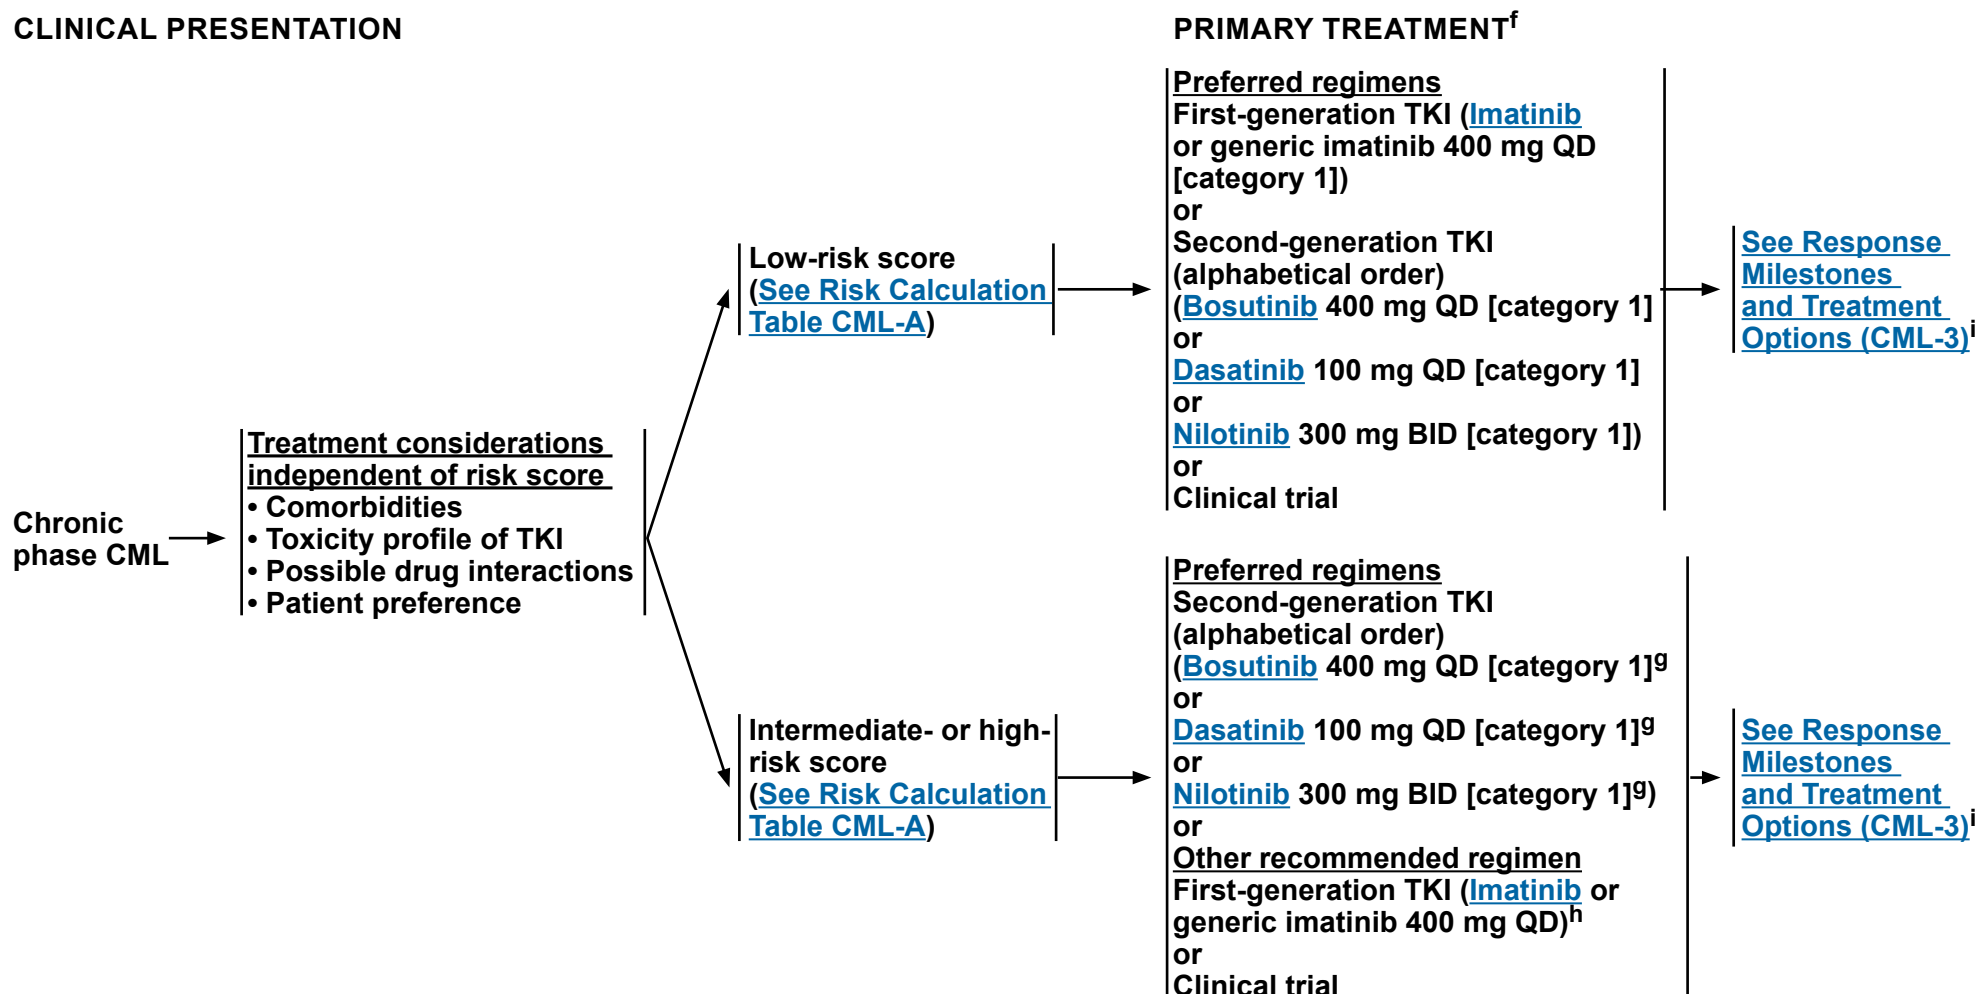 CLINICAL PRESENTATION
PRIMARY TREATMENTf
Chronic
phase CML
Treatment considerations
independent of risk score
• Comorbidities
• Toxicity profile of TKI
• Possible drug interactions
• Patient preference
Low-risk score
(See Risk Calculation
Table CML-A)
Preferred regimens
First-generation TKI (Imatinib
or generic imatinib 400 mg QD
[category 1])
or
Second-generation TKI
(alphabetical order)
(Bosutinib 400 mg QD [category 1]
or
Dasatinib 100 mg QD [category 1]
or
Nilotinib 300 mg BID [category 1])
or
Clinical trial
See Response
Milestones
and Treatment
Options (CML-3)i
Intermediate- or high-
risk score
(See Risk Calculation
Table CML-A)
Preferred regimens
Second-generation TKI
(alphabetical order)
(Bosutinib 400 mg QD [category 1]g
or
Dasatinib 100 mg QD [category 1]g
or
Nilotinib 300 mg BID [category 1]g)
or
Other recommended regimen
First-generation TKI (Imatinib or
generic imatinib 400 mg QD)h
or
Clinical trial
See Response
Milestones
and Treatment
Options (CML-3)i